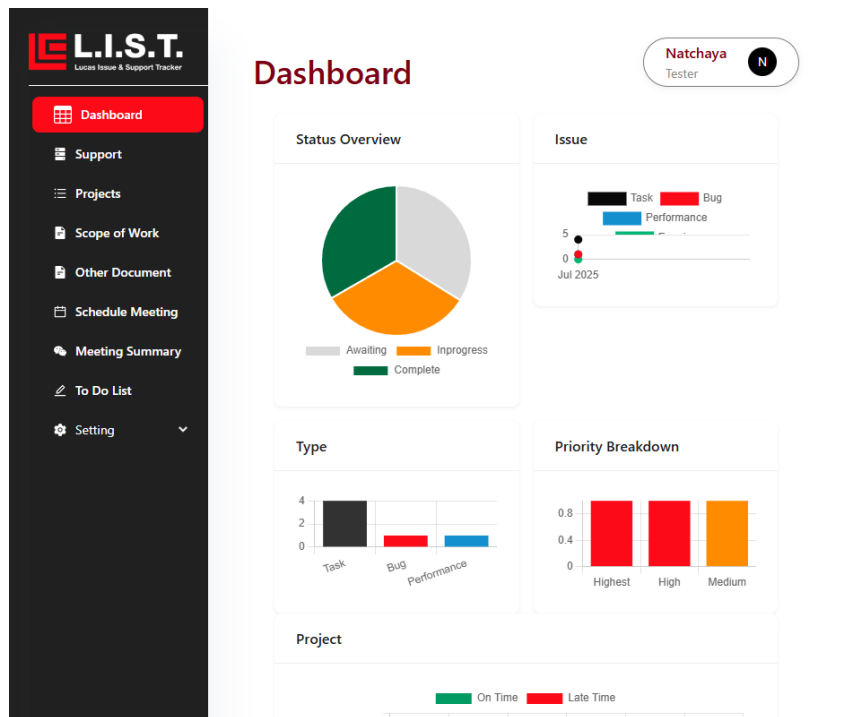 L.I.S.T.
Lucas Issue & Support Tracker
Dashboard
Support
Projects
Scope of Work
Other Document
Schedule Meeting
Meeting Summary
To Do List
Setting
Dashboard
Natchaya
Tester
N
Status Overview
Awaiting Inprogress
Complete
Issue
Task Bug
Performance
5
0
Jul 2025
Type
4
2
0
Task Bug Performance
Priority Breakdown
0.8
0.4
0
Highest High Medium
Project
On Time Late Time